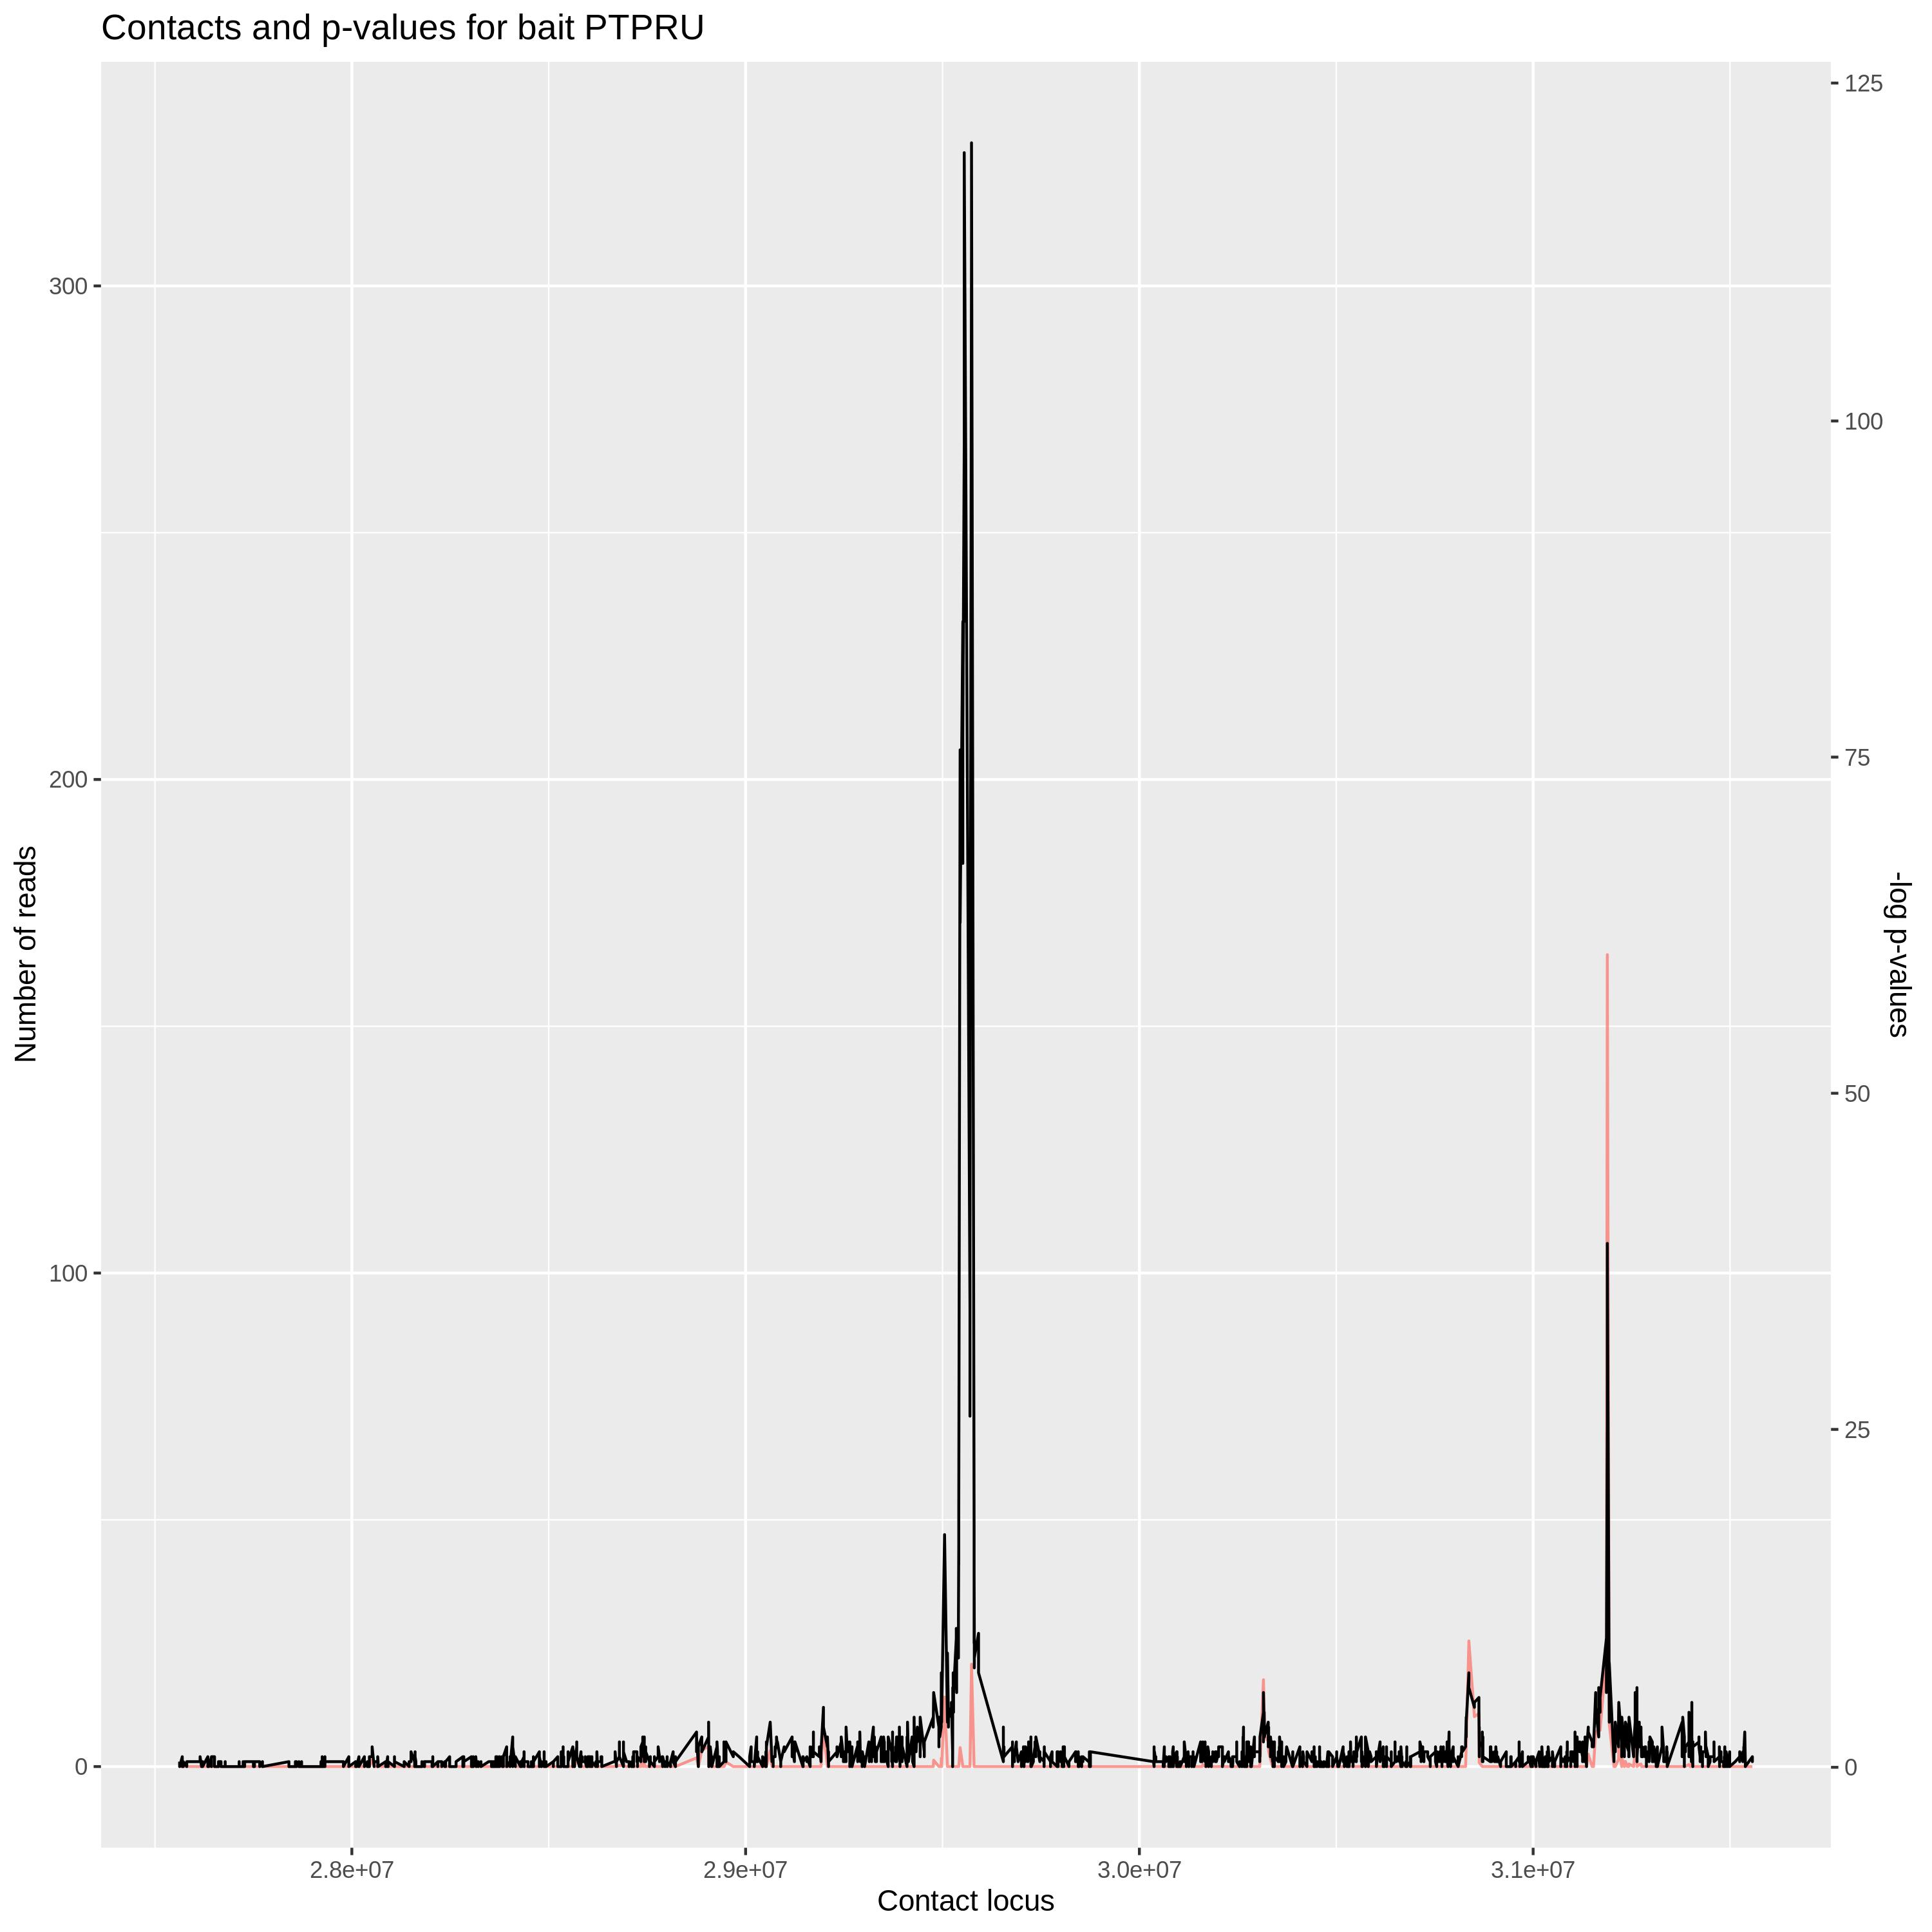 Contacts and p-values for bait PTPRU
Number of reads
300
200
100
0
125
100
75
50
25
0
-log p-values
2.8e+07
2.9e+07
3.0e+07
3.1e+07
Contact locus